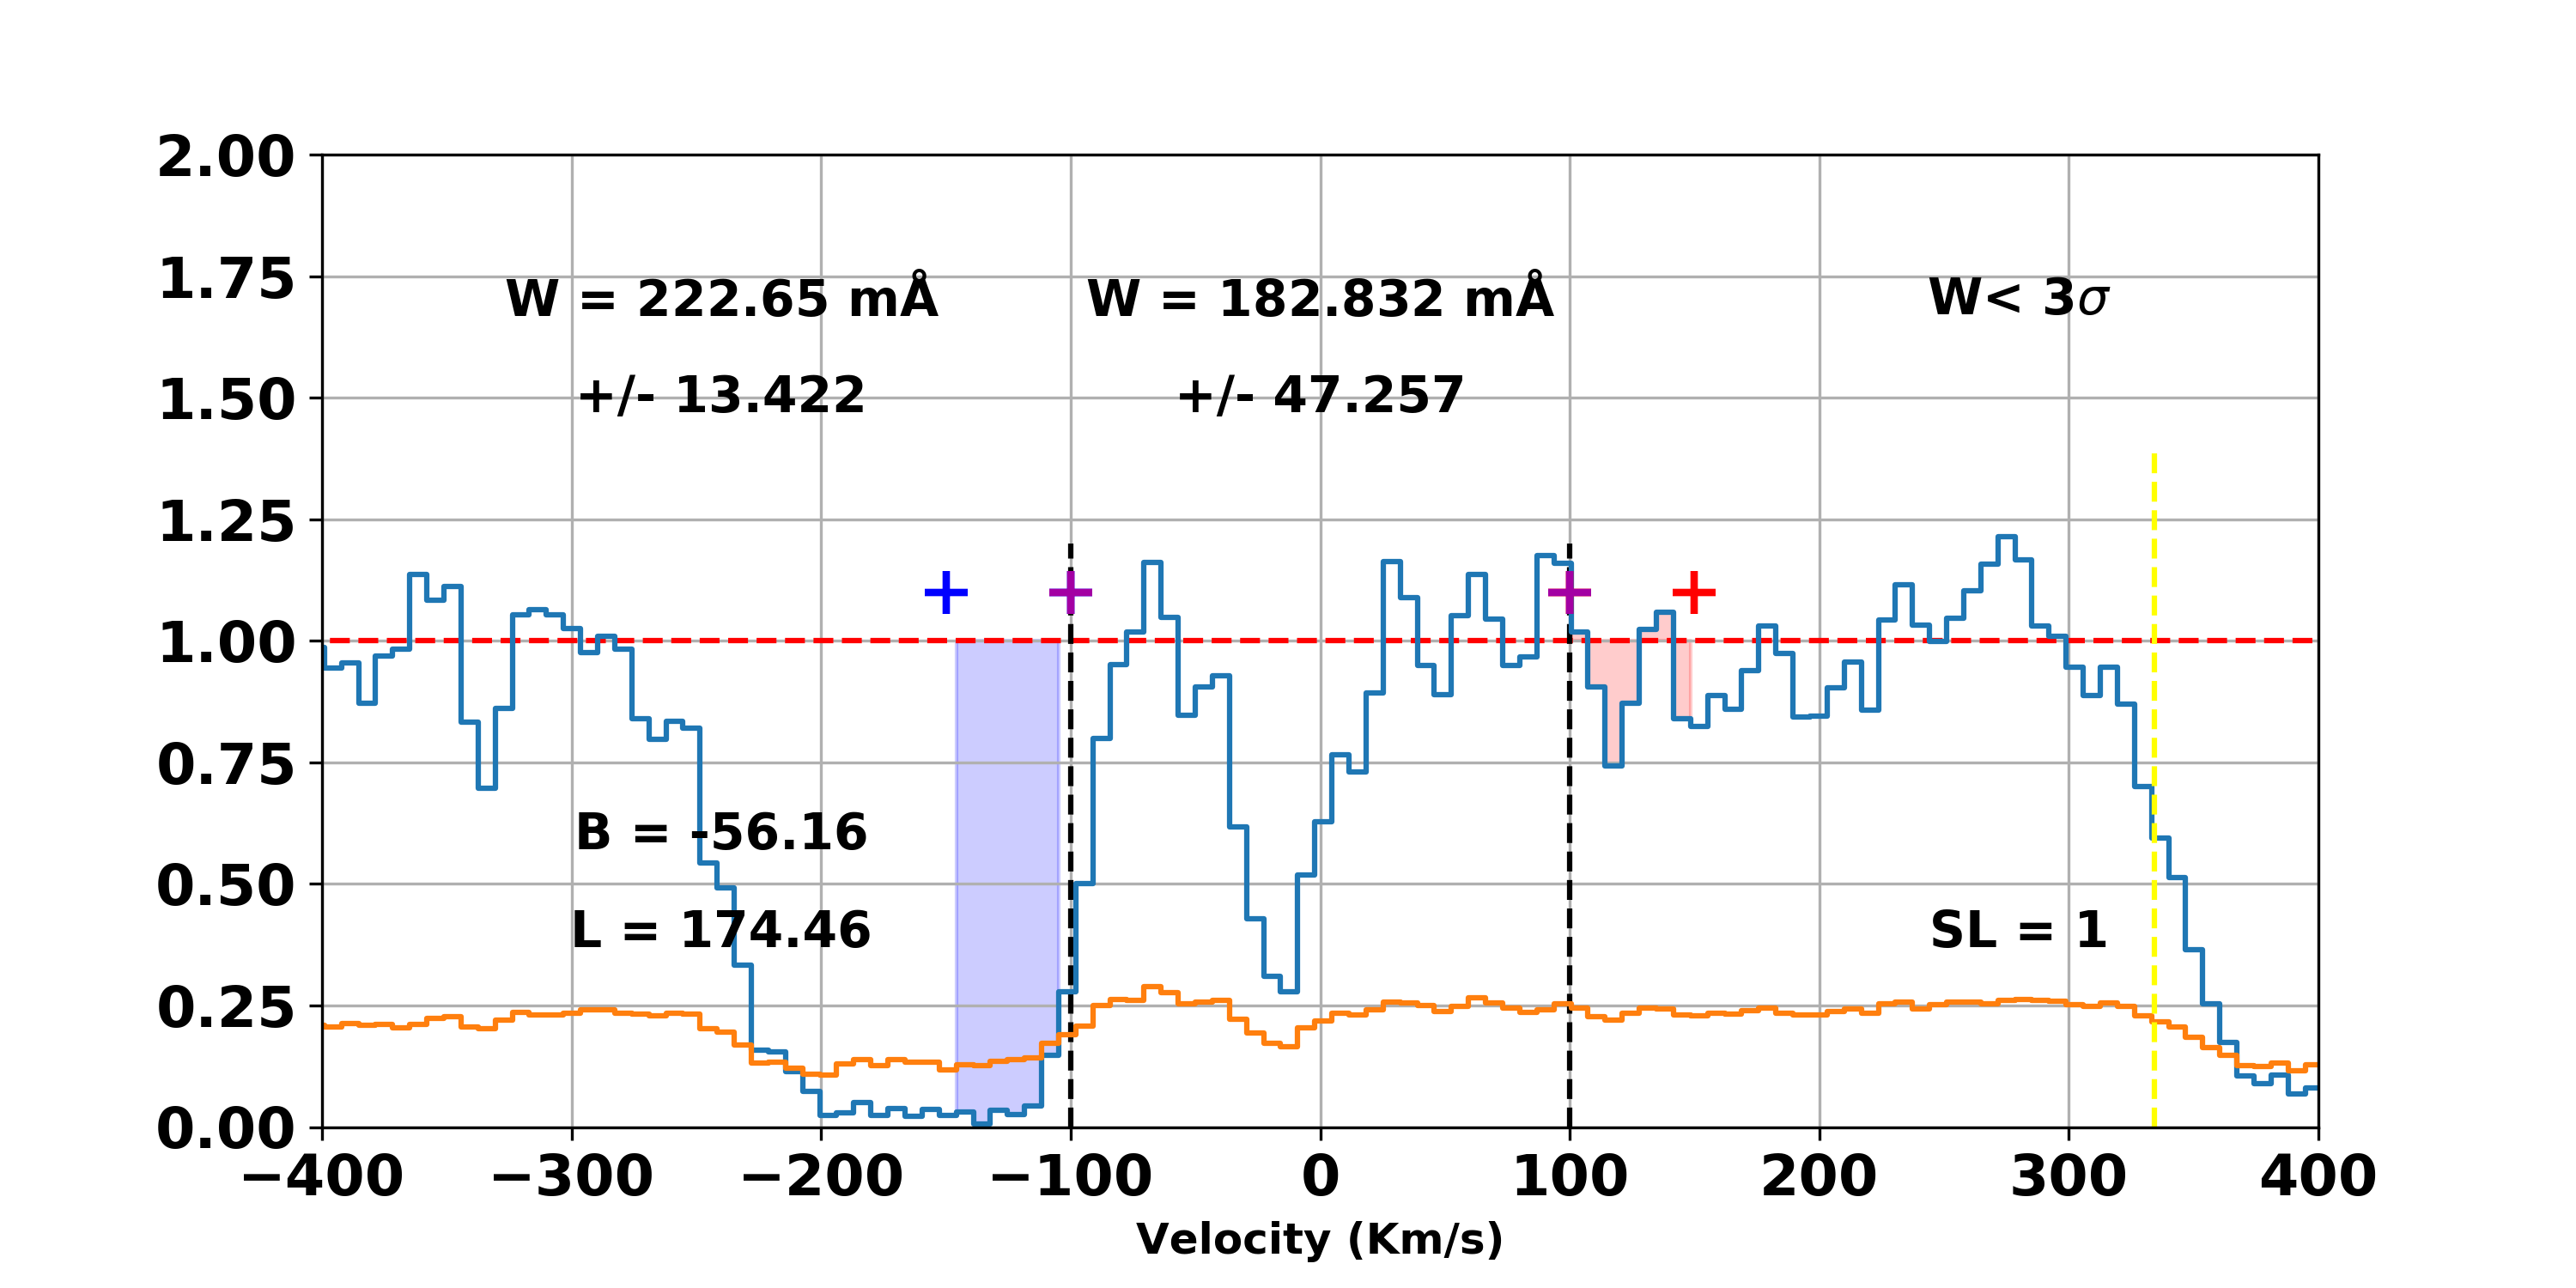 2.00
1.75
1.50
1.25
1.00
0.75
0.50
0.25
0.00
W = 222.65 mÅ
+/- 13.422
W = 182.832 mÅ
+/- 47.257
W< 3σ
B = -56.16
L = 174.46
SL = 1
−400 −300 −200 −100 0 100 200 300 400
Velocity (Km/s)